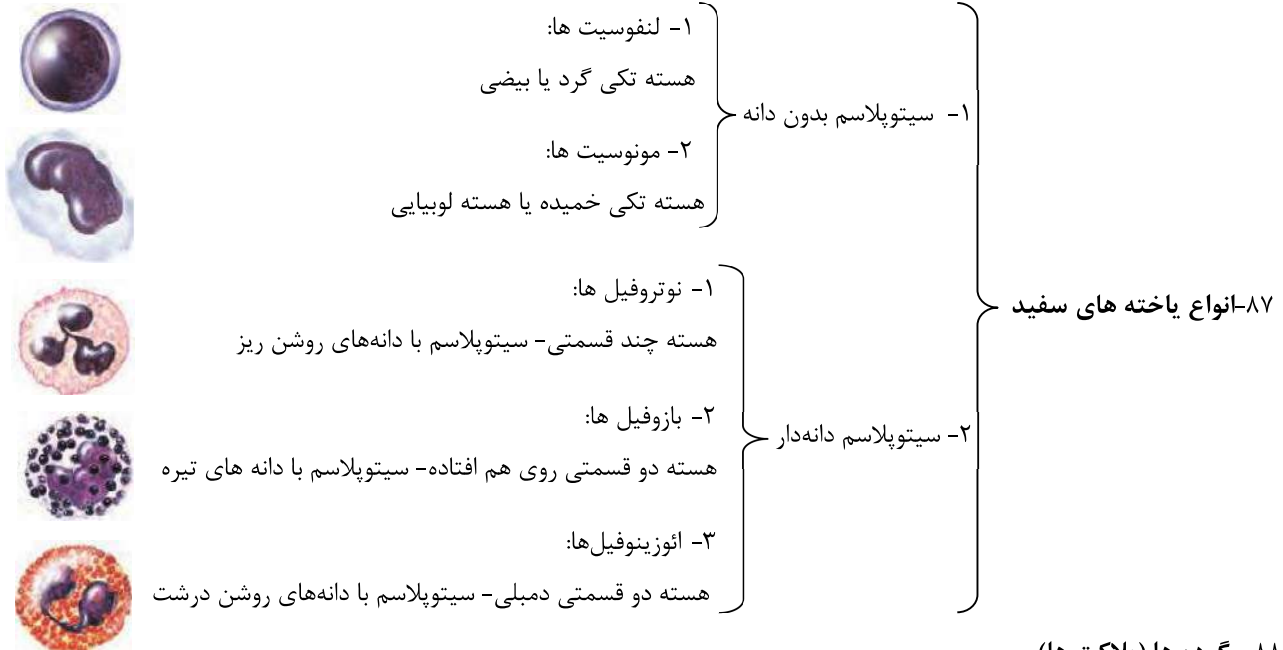 ۸۷-انواع یاخته های سفید
۱- سیتوپلاسم بدون دانه
۱- لنفوسیت ها:
هسته تکی گرد یا بیضی
۲- مونوسیت ها:
هسته تکی خمیده یا هسته لوبیایی
۲- سیتوپلاسم دانه‌دار
۱- نوتروفیل ها:
هسته چند قسمتی- سیتوپلاسم با دانه‌های روشن ریز
۲- بازوفیل ها:
هسته دو قسمتی روی هم افتاده- سیتوپلاسم با دانه های تیره
۳- ائوزینوفیل‌ها:
هسته دو قسمتی دمبلی- سیتوپلاسم با دانه‌های روشن درشت